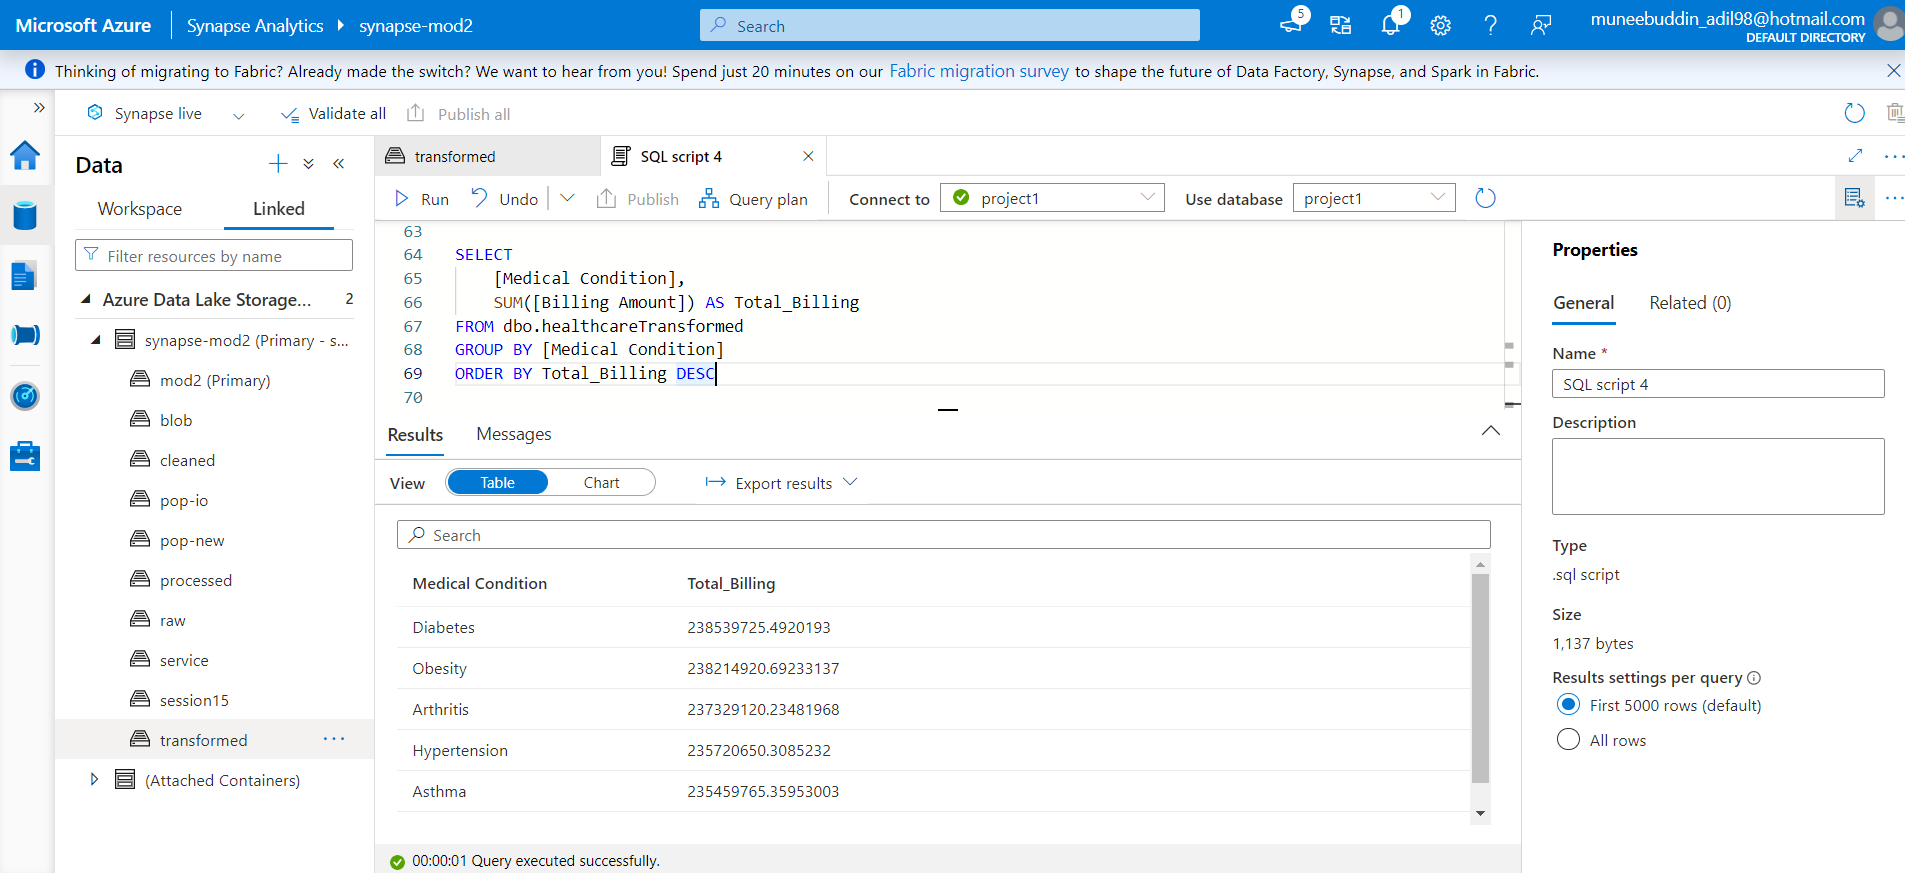 Microsoft Azure
Synapse Analytics
synapse-mod2
Search
5
1
muneebuddin_adil98@hotmail.com
DEFAULT DIRECTORY
Thinking of migrating to Fabric? Already made the switch? We want to hear from you! Spend just 20 minutes on our Fabric migration survey to shape the future of Data Factory, Synapse, and Spark in Fabric.
Synapse live
Validate all
Publish all
Data
Workspace
Linked
Filter resources by name
Azure Data Lake Storage... 2
synapse-mod2 (Primary - s...
mod2 (Primary)
blob
cleaned
pop-io
pop-new
processed
raw
service
session15
transformed ...
(Attached Containers)
transformed
SQL script 4
Run
Undo
Publish
Query plan
Connect to
project1
Use database
project1
63
64 SELECT
65 [Medical Condition],
66 SUM([Billing Amount]) AS Total_Billing
67 FROM dbo.healthcareTransformed
68 GROUP BY [Medical Condition]
69 ORDER BY Total_Billing DESC
70
Results
Messages
View
Table
Chart
Export results
Search
Medical Condition Total_Billing
Diabetes 238539725.4920193
Obesity 238214920.69233137
Arthritis 237329120.23481968
Hypertension 235720650.3085232
Asthma 235459765.35953003
00:00:01 Query executed successfully.
Properties
General
Related (0)
Name *
SQL script 4
Description
Type
.sql script
Size
1,137 bytes
Results settings per query
First 5000 rows (default)
All rows